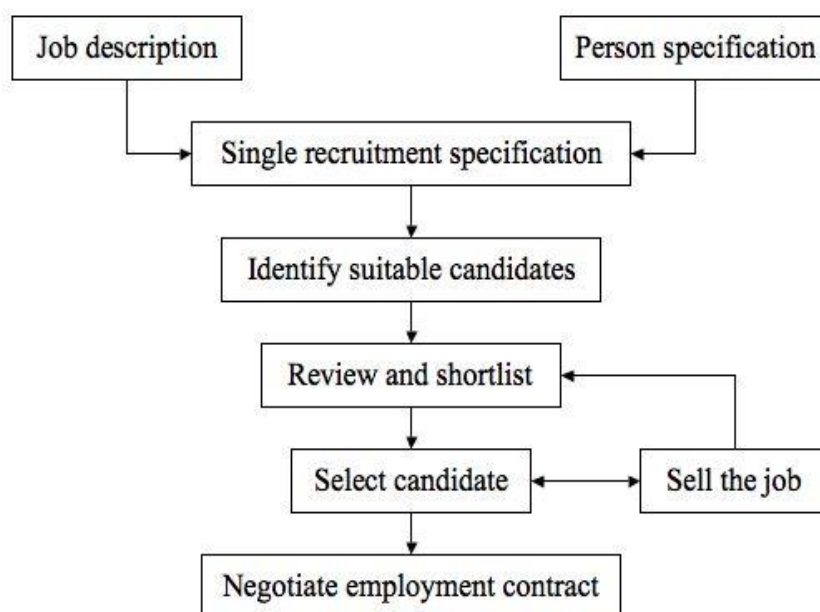 Job description
Person specification
Single recruitment specification
Identify suitable candidates
Review and shortlist
Select candidate
Sell the job
Negotiate employment contract